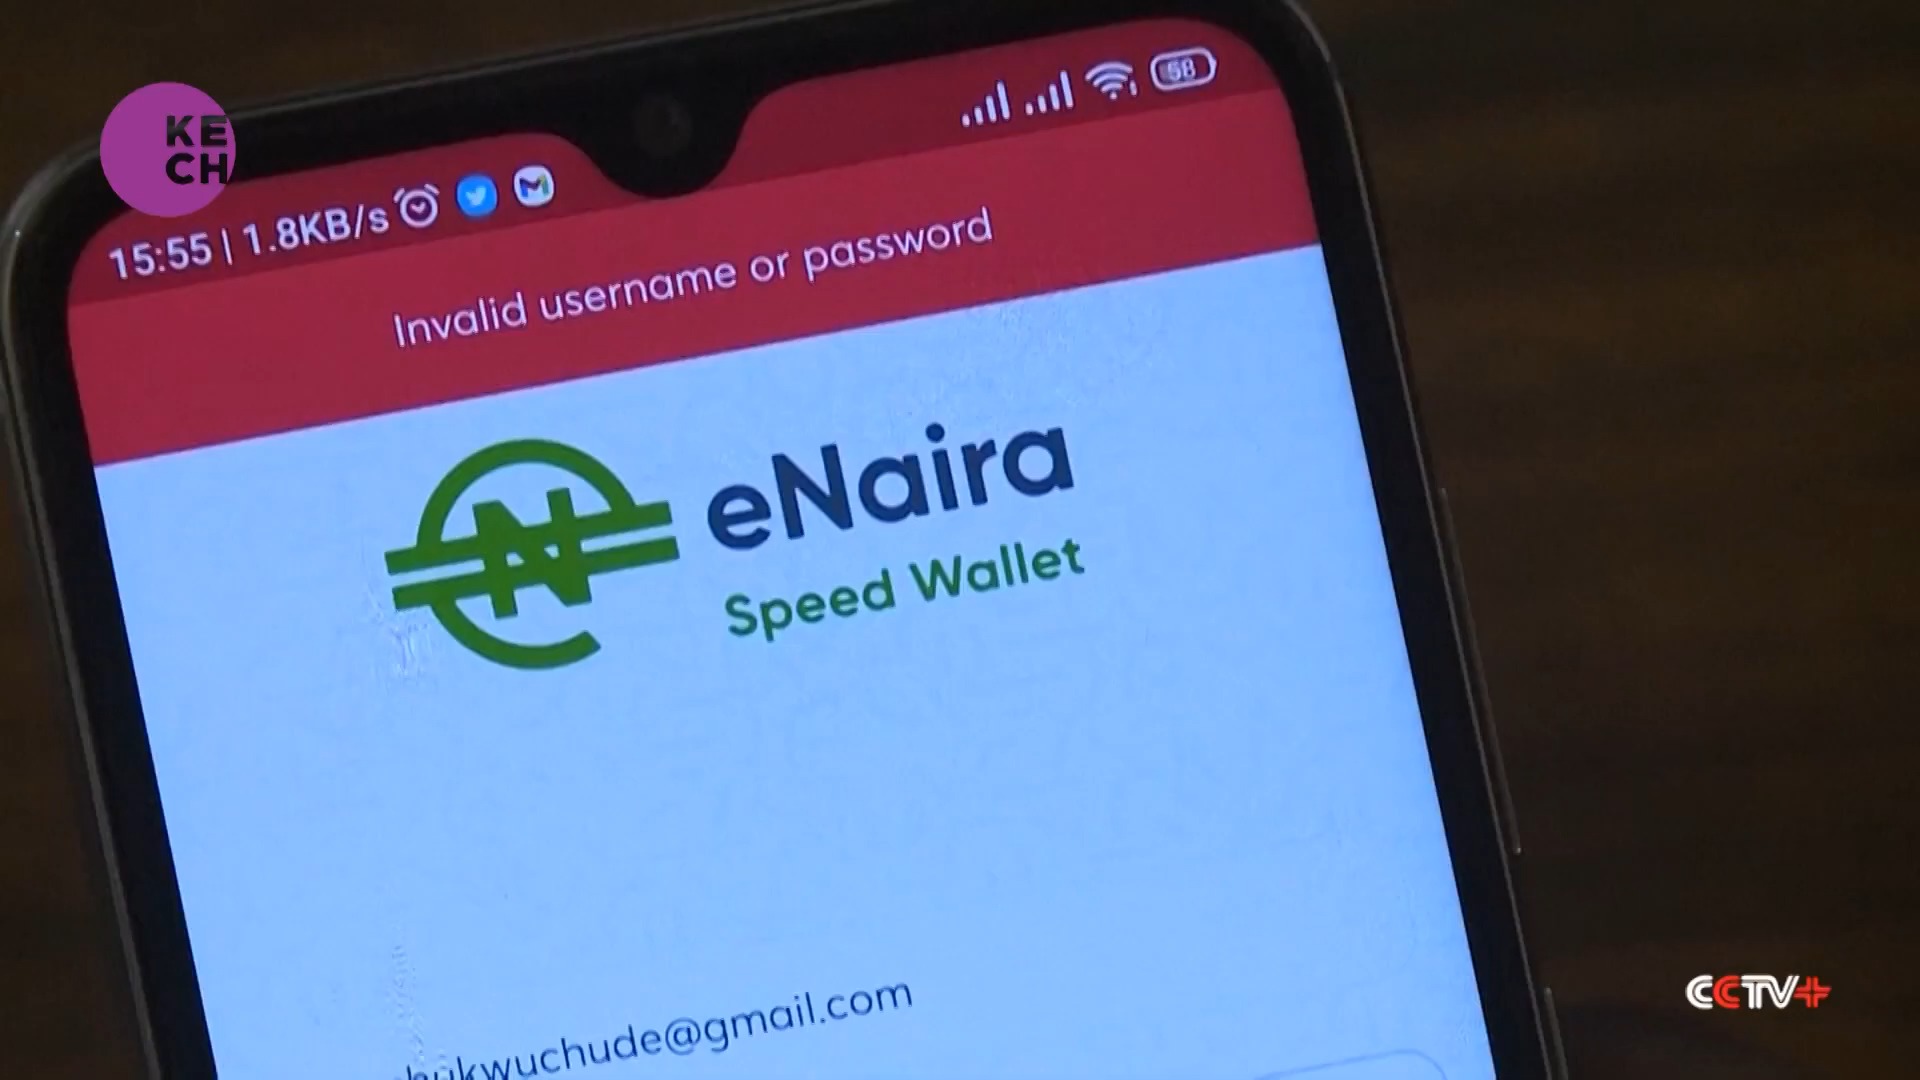 KE
CH
15:55 | 1.8KB/s
58
Invalid username or password
eNaira
Speed Wallet
hukwuchude@gmail.com
CCTV+